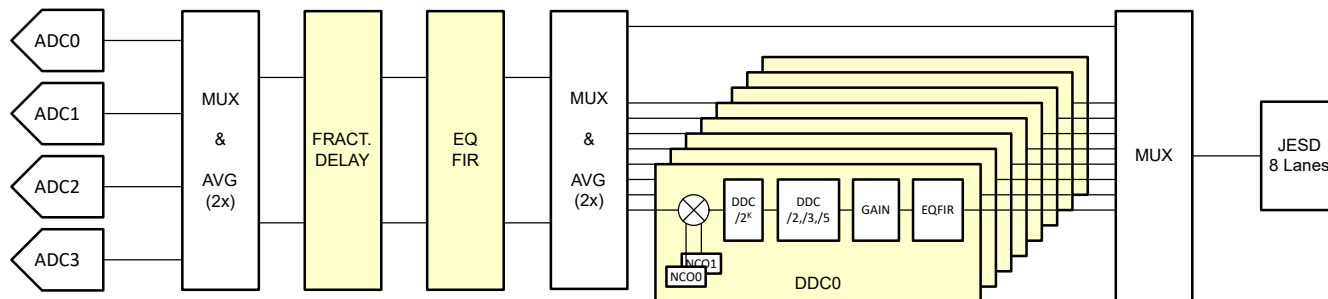 ADC0
ADC1
ADC2
ADC3
MUX
&
AVG
(2x)
FRACT.
DELAY
EQ
FIR
MUX
&
AVG
(2x)
DDC
/2ᴷ
DDC
/2,/3,/5
GAIN
EQFIR
NCO1
NCO0
DDC0
MUX
JESD
8 Lanes